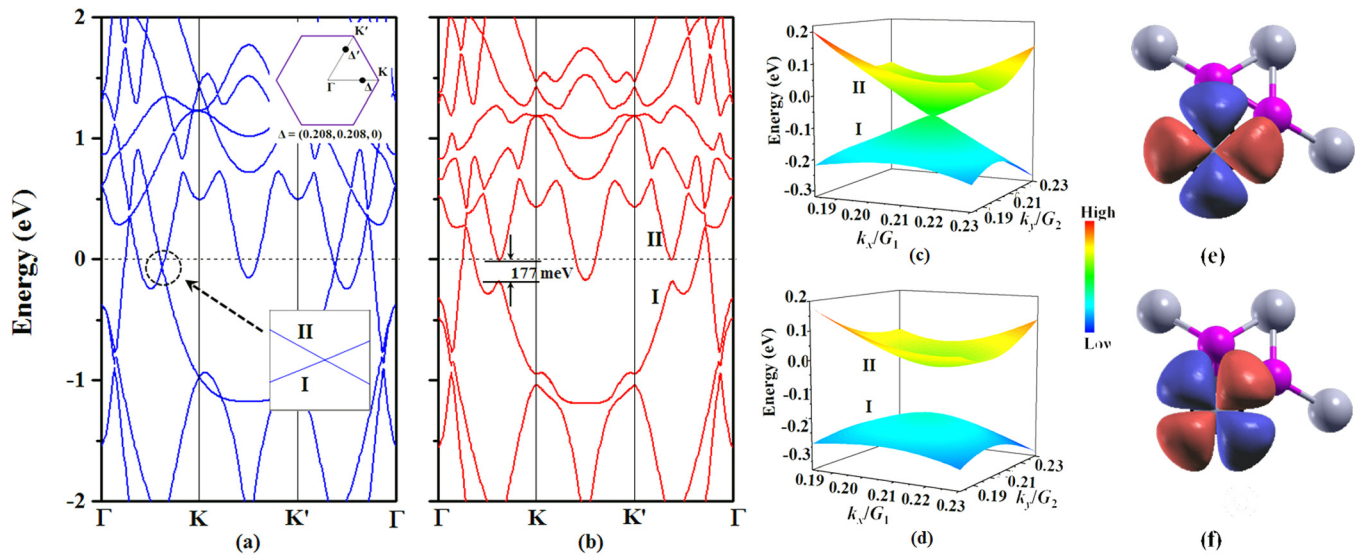 2
1
0
-1
-2
Energy (eV)
Γ
K
K'
Γ
(a)
K′
Δ′
K
Γ
Δ
Δ = (0.208, 0.208, 0)
II
I
Γ
K
K'
Γ
(b)
II
177 meV
I
0.2
0.1
0.0
-0.1
-0.2
-0.3
Energy (eV)
II
I
0.19
0.20
0.21
0.22
0.23
kx/G1
0.19
0.21
0.23
ky/G2
(c)
0.2
0.1
0.0
-0.1
-0.2
-0.3
Energy (eV)
II
I
0.19
0.20
0.21
0.22
0.23
kx/G1
0.19
0.21
0.23
ky/G2
(d)
High
Low
(e)
(f)